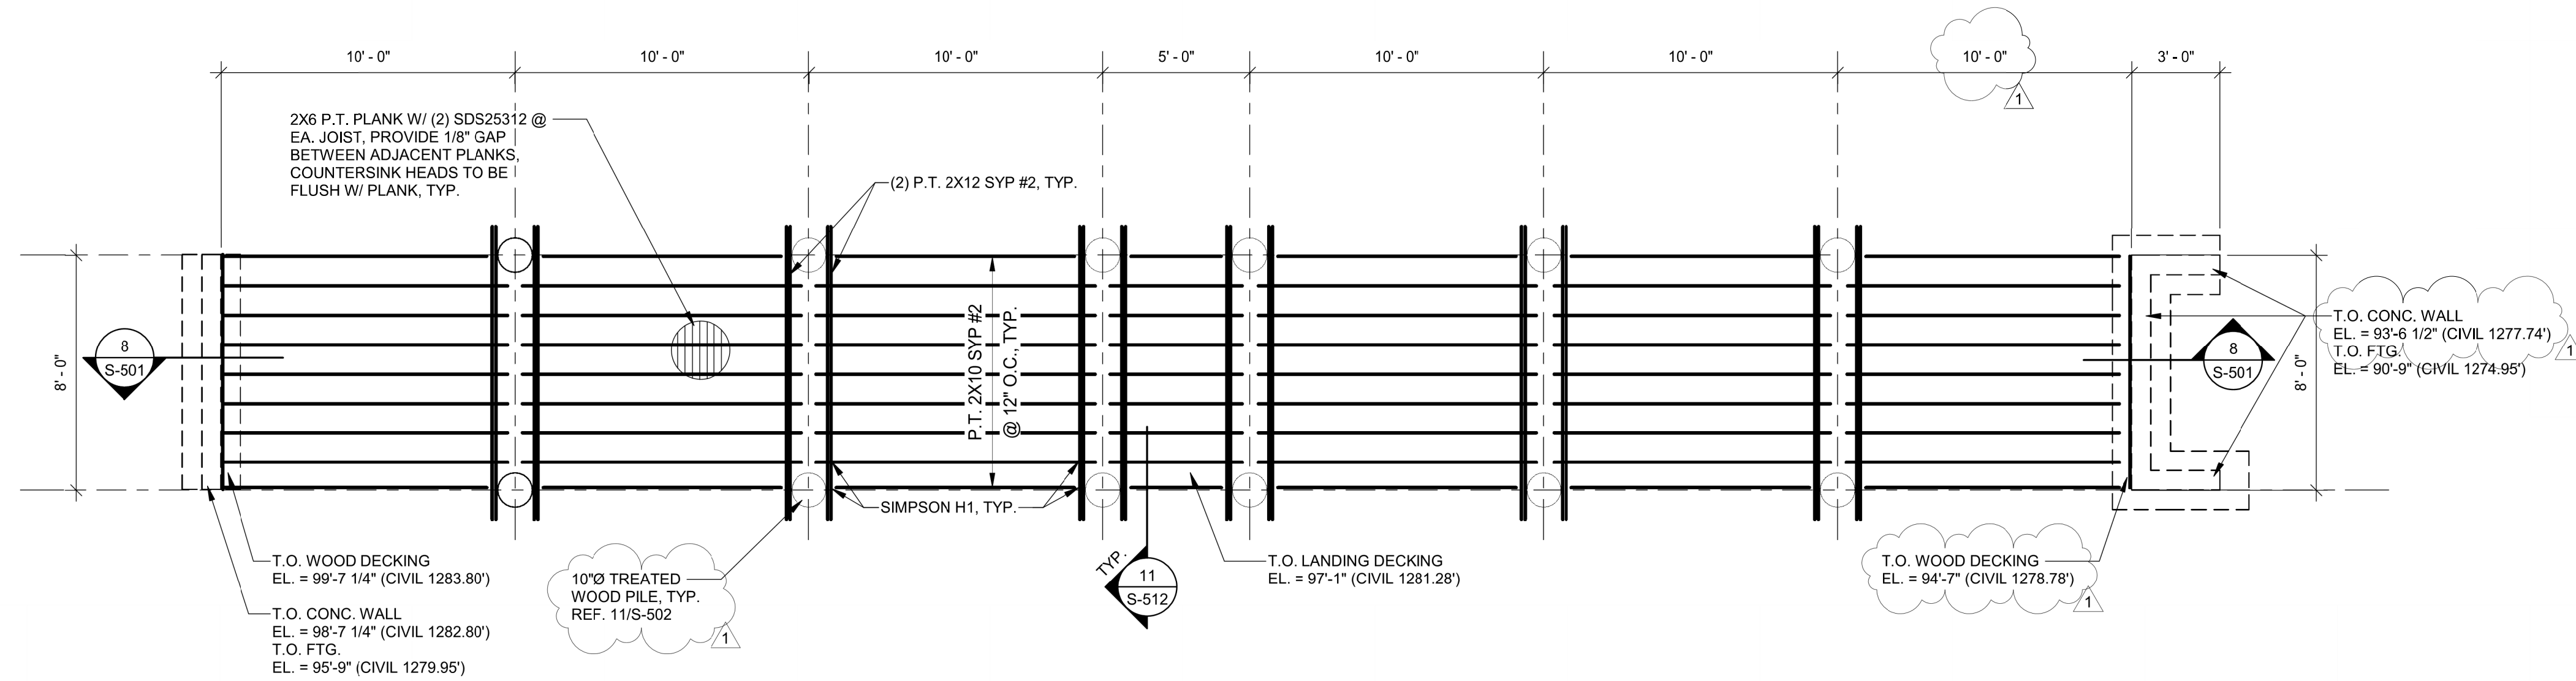 10' - 0"
10' - 0"
10' - 0"
5' - 0"
10' - 0"
10' - 0"
10' - 0"
3' - 0"
1
2X6 P.T. PLANK W/ (2) SDS25312 @
EA. JOIST, PROVIDE 1/8" GAP
BETWEEN ADJACENT PLANKS,
COUNTERSINK HEADS TO BE
FLUSH W/ PLANK, TYP.
(2) P.T. 2X12 SYP #2, TYP.
8' - 0"
8
S-501
P.T. 2X10 SYP #2
@ 12" O.C., TYP.
8
S-501
8' - 0"
T.O. CONC. WALL
EL. = 93'-6 1/2" (CIVIL 1277.74')
T.O. FTG.
EL. = 90'-9" (CIVIL 1274.95')
1
SIMPSON H1, TYP.
T.O. WOOD DECKING
EL. = 99'-7 1/4" (CIVIL 1283.80')
T.O. CONC. WALL
EL. = 98'-7 1/4" (CIVIL 1282.80')
T.O. FTG.
EL. = 95'-9" (CIVIL 1279.95')
10"Ø TREATED
WOOD PILE, TYP.
REF. 11/S-502
1
TYP.
11
S-512
T.O. LANDING DECKING
EL. = 97'-1" (CIVIL 1281.28')
T.O. WOOD DECKING
EL. = 94'-7" (CIVIL 1278.78')
1